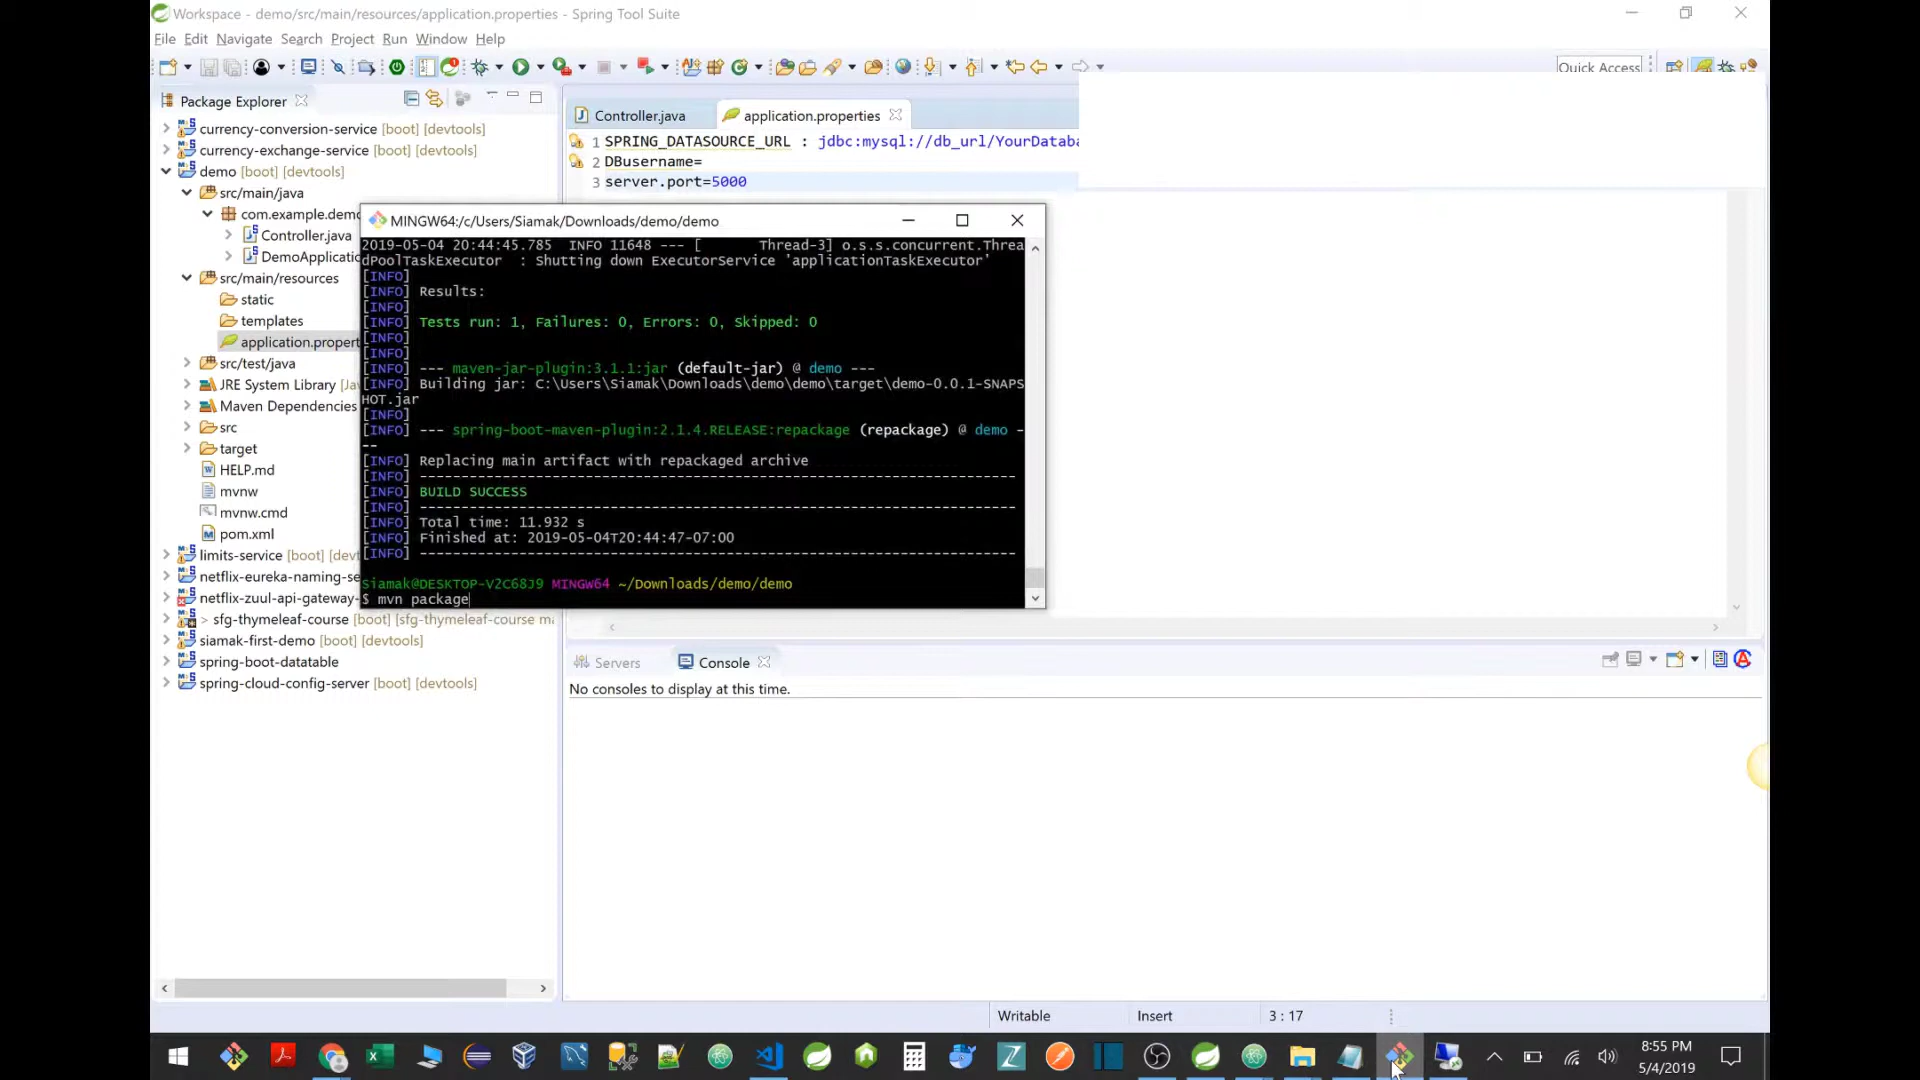 Workspace - demo/src/main/resources/application.properties - Spring Tool Suite
File Edit Navigate Search Project Run Window Help
Quick Access
Package Explorer
currency-conversion-service [boot] [devtools]
currency-exchange-service [boot] [devtools]
demo [boot] [devtools]
src/main/java
com.example.demo
Controller.java
DemoApplicatio
src/main/resources
static
templates
application.propert
src/test/java
JRE System Library [Ja
Maven Dependencies
src
target
HELP.md
mvnw
mvnw.cmd
pom.xml
limits-service [boot] [devt
netflix-eureka-naming-se
netflix-zuul-api-gateway-
> sfg-thymeleaf-course [boot] [sfg-thymeleaf-course ma
siamak-first-demo [boot] [devtools]
spring-boot-datatable
spring-cloud-config-server [boot] [devtools]
Controller.java application.properties
1 SPRING_DATASOURCE_URL : jdbc:mysql://db_url/YourDataba
2 DBusername=
3 server.port=5000
MINGW64:/c/Users/Siamak/Downloads/demo/demo
2019-05-04 20:44:45.785 INFO 11648 --- [ Thread-3] o.s.s.concurrent.Threa
dPoolTaskExecutor : Shutting down ExecutorService 'applicationTaskExecutor'
[INFO]
[INFO] Results:
[INFO]
[INFO] Tests run: 1, Failures: 0, Errors: 0, Skipped: 0
[INFO]
[INFO]
[INFO] --- maven-jar-plugin:3.1.1:jar (default-jar) @ demo ---
[INFO] Building jar: C:\Users\Siamak\Downloads\demo\demo\target\demo-0.0.1-SNAPS
HOT.jar
[INFO]
[INFO] --- spring-boot-maven-plugin:2.1.4.RELEASE:repackage (repackage) @ demo -
--
[INFO] Replacing main artifact with repackaged archive
[INFO] ------------------------------------------------------------------------
[INFO] BUILD SUCCESS
[INFO] ------------------------------------------------------------------------
[INFO] Total time: 11.932 s
[INFO] Finished at: 2019-05-04T20:44:47-07:00
[INFO] ------------------------------------------------------------------------
Siamak@DESKTOP-V2C68J9 MINGW64 ~/Downloads/demo/demo
$ mvn package
Servers Console
No consoles to display at this time.
Writable Insert 3 : 17
8:55 PM
5/4/2019